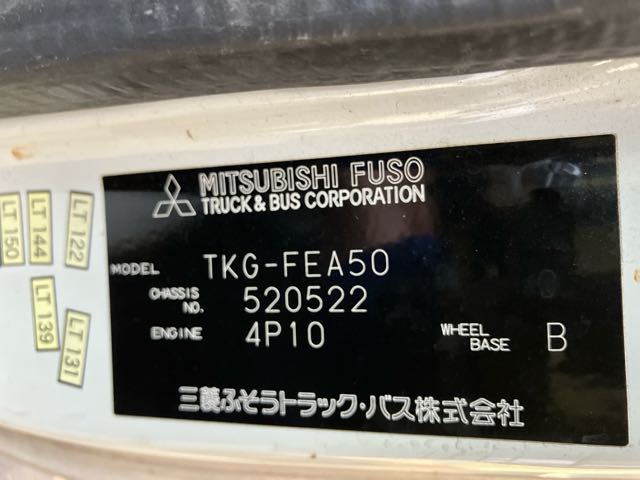 MITSUBISHI FUSO
TRUCK & BUS CORPORATION
MODEL TKG-FEA50
CHASSIS NO. 520522
ENGINE 4P10 WHEEL BASE B
三菱ふそうトラック・バス株式会社
LT 150
LT 144
LT 122
LT 139
LT 131